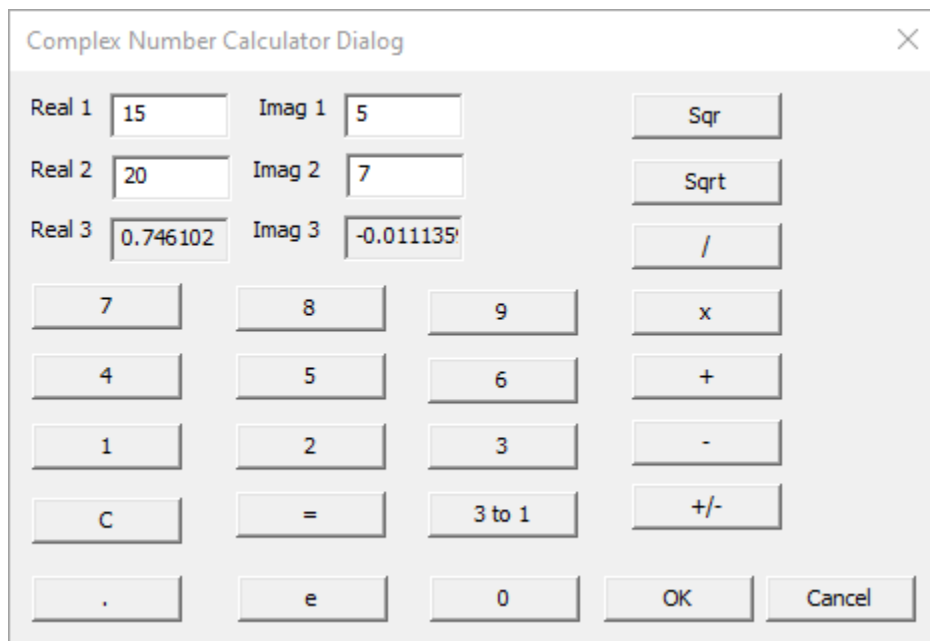 Complex Number Calculator Dialog
Real 1 15 Imag 1 5 Sqr
Real 2 20 Imag 2 7 Sqrt
Real 3 0.746102 Imag 3 -0.011135 /
7 8 9 x
4 5 6 +
1 2 3 -
C = 3 to 1 +/-
. e 0 OK Cancel